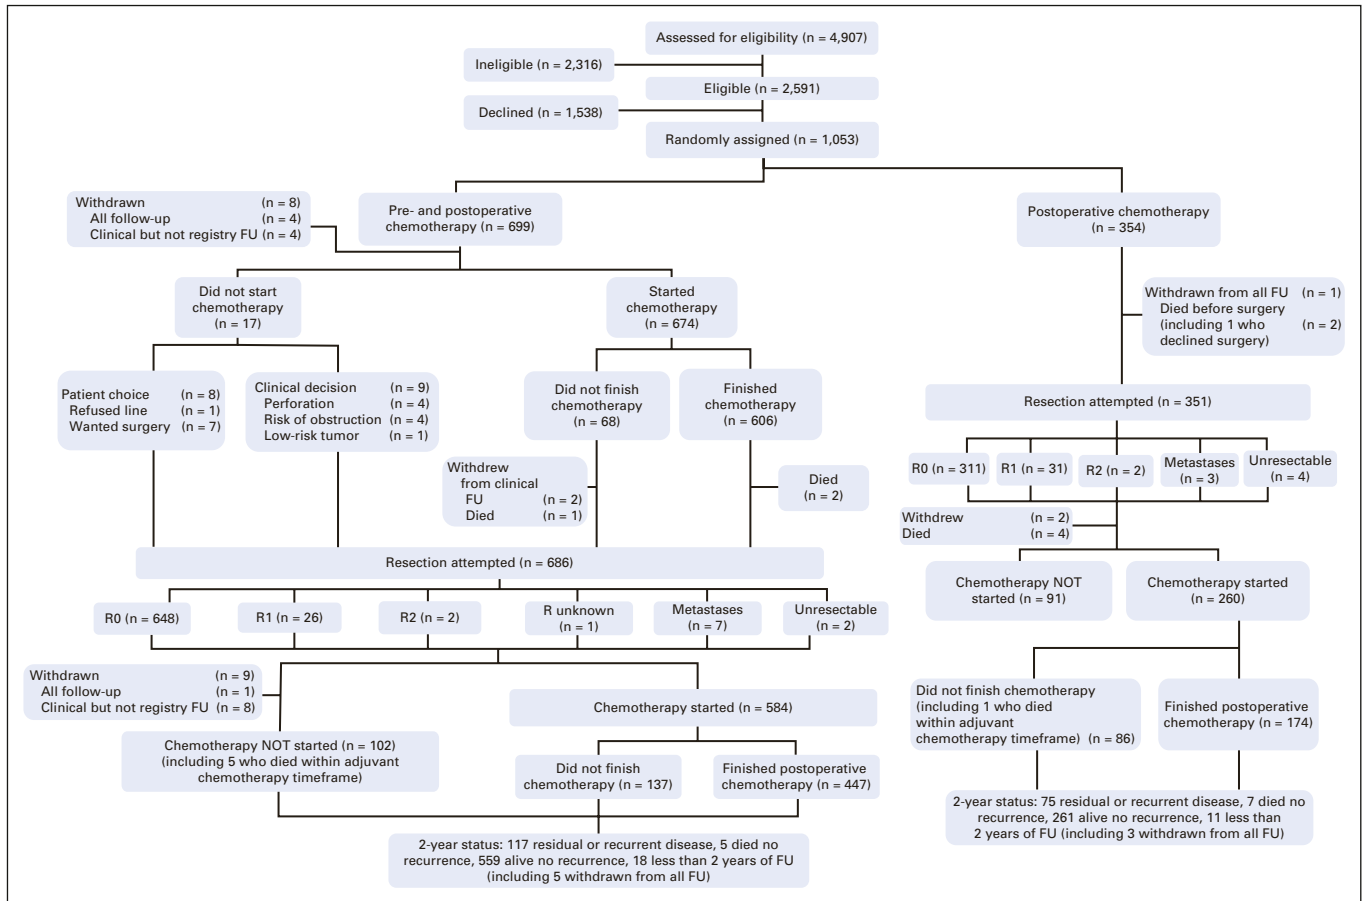 Assessed for eligibility (n = 4,907)
Ineligible (n = 2,316)
Eligible (n = 2,591)
Declined (n = 1,538)
Randomly assigned (n = 1,053)
Withdrawn (n = 8)
All follow-up (n = 4)
Clinical but not registry FU (n = 4)
Pre- and postoperative
chemotherapy (n = 699)
Postoperative chemotherapy
(n = 354)
Did not start
chemotherapy
(n = 17)
Started
chemotherapy
(n = 674)
Withdrawn from all FU (n = 1)
Died before surgery
(including 1 who (n = 2)
declined surgery)
Patient choice (n = 8)
Refused line (n = 1)
Wanted surgery (n = 7)
Clinical decision (n = 9)
Perforation (n = 4)
Risk of obstruction (n = 4)
Low-risk tumor (n = 1)
Did not finish
chemotherapy
(n = 68)
Finished
chemotherapy
(n = 606)
Resection attempted (n = 351)
Withdrew
from clinical
FU (n = 2)
Died (n = 1)
Died
(n = 2)
R0 (n = 311)
R1 (n = 31)
R2 (n = 2)
Metastases
(n = 3)
Unresectable
(n = 4)
Withdrew (n = 2)
Died (n = 4)
Resection attempted (n = 686)
Chemotherapy NOT
started (n = 91)
Chemotherapy started
(n = 260)
R0 (n = 648)
R1 (n = 26)
R2 (n = 2)
R unknown
(n = 1)
Metastases
(n = 7)
Unresectable
(n = 2)
Withdrawn (n = 9)
All follow-up (n = 1)
Clinical but not registry FU (n = 8)
Chemotherapy started (n = 584)
Did not finish chemotherapy
(including 1 who died
within adjuvant
chemotherapy timeframe) (n = 86)
Finished postoperative
chemotherapy (n = 174)
Chemotherapy NOT started (n = 102)
(including 5 who died within adjuvant
chemotherapy timeframe)
Did not finish
chemotherapy (n = 137)
Finished postoperative
chemotherapy (n = 447)
2-year status: 75 residual or recurrent disease, 7 died no
recurrence, 261 alive no recurrence, 11 less than
2 years of FU (including 3 withdrawn from all FU)
2-year status: 117 residual or recurrent disease, 5 died no
recurrence, 559 alive no recurrence, 18 less than 2 years of FU
(including 5 withdrawn from all FU)